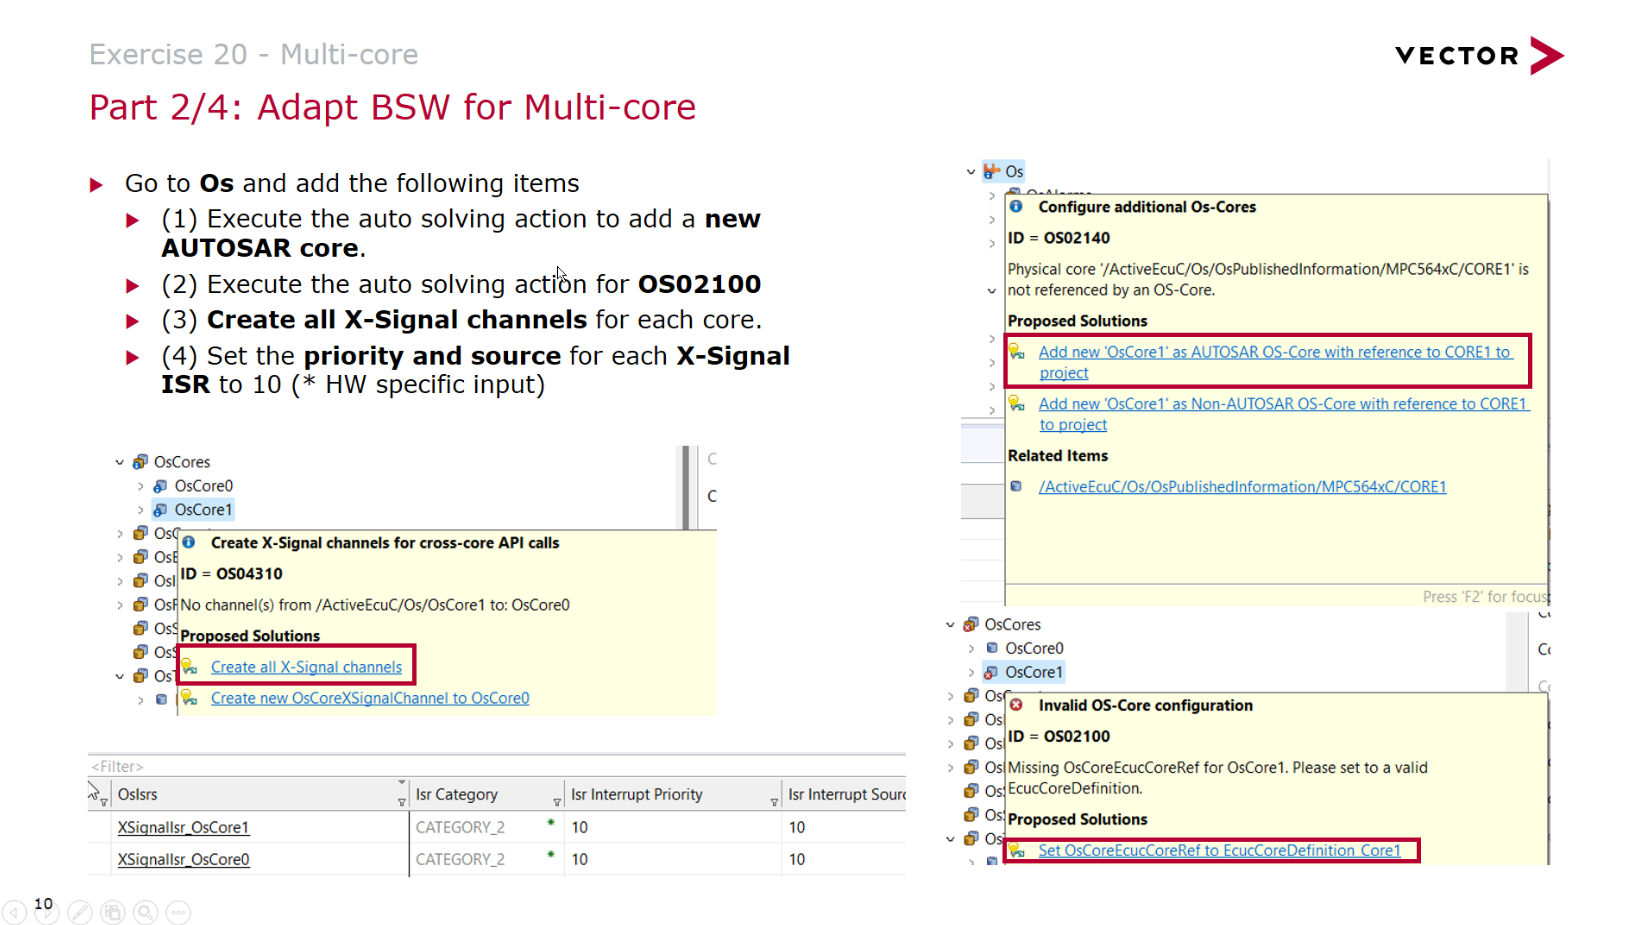 Exercise 20 - Multi-core
VECTOR
Part 2/4: Adapt BSW for Multi-core
Go to Os and add the following items
(1) Execute the auto solving action to add a new
AUTOSAR core.
(2) Execute the auto solving action for OS02100
(3) Create all X-Signal channels for each core.
(4) Set the priority and source for each X-Signal
ISR to 10 (* HW specific input)
Os
Configure additional Os-Cores
ID = OS02140
Physical core '/ActiveEcuC/Os/OsPublishedInformation/MPC564xC/CORE1' is
not referenced by an OS-Core.
Proposed Solutions
Add new 'OsCore1' as AUTOSAR OS-Core with reference to CORE1 to
project
Add new 'OsCore1' as Non-AUTOSAR OS-Core with reference to CORE1
to project
Related Items
/ActiveEcuC/Os/OsPublishedInformation/MPC564xC/CORE1
Press 'F2' for focus
OsCores
OsCore0
OsCore1
Create X-Signal channels for cross-core API calls
ID = OS04310
No channel(s) from /ActiveEcuC/Os/OsCore1 to: OsCore0
Proposed Solutions
Create all X-Signal channels
Create new OsCoreXSignalChannel to OsCore0
OsCores
OsCore0
OsCore1
Invalid OS-Core configuration
ID = OS02100
Missing OsCoreEcucCoreRef for OsCore1. Please set to a valid
EcucCoreDefinition.
Proposed Solutions
Set OsCoreEcucCoreRef to EcucCoreDefinition_Core1
<Filter>
OsIsrs Isr Category Isr Interrupt Priority Isr Interrupt Sour
XSignalIsr_OsCore1 CATEGORY_2 * 10 10
XSignalIsr_OsCore0 CATEGORY_2 * 10 10
10